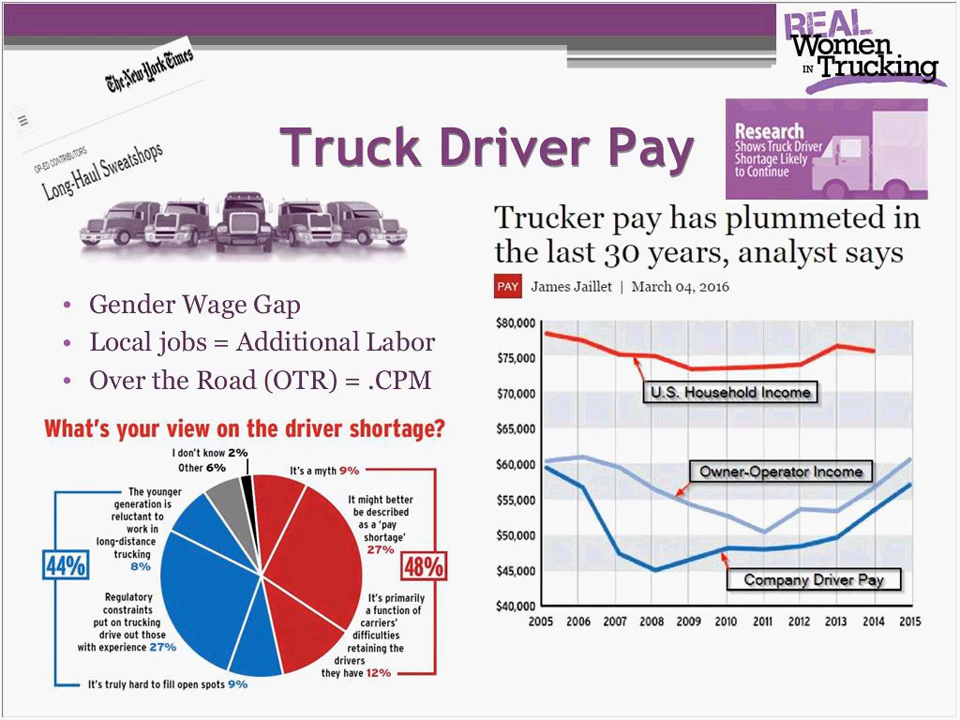 REAL
Women
IN Trucking
The New York Times
OP-ED CONTRIBUTORS
Long-Haul Sweatshops
Truck Driver Pay
Research
Shows Truck Driver
Shortage Likely
to Continue
Trucker pay has plummeted in
the last 30 years, analyst says
PAY James Jaillet | March 04, 2016
• Gender Wage Gap
• Local jobs = Additional Labor
• Over the Road (OTR) = .CPM
What's your view on the driver shortage?
I don't know 2%
Other 6%
It's a myth 9%
The younger
generation is
reluctant to
work in
long-distance
trucking
8%
It might better
be described
as a 'pay
shortage'
27%
44%
48%
Regulatory
constraints
put on trucking
drive out those
with experience 27%
It's primarily
a function of
carriers'
difficulties
retaining the
drivers
they have 12%
It's truly hard to fill open spots 9%
$80,000
$75,000
$70,000
$65,000
$60,000
$55,000
$50,000
$45,000
$40,000
U.S. Household Income
Owner-Operator Income
Company Driver Pay
2005 2006 2007 2008 2009 2010 2011 2012 2013 2014 2015